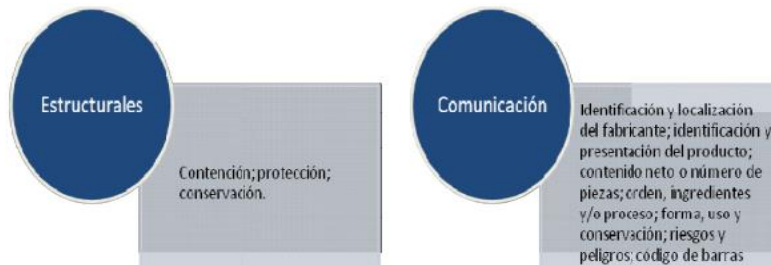 Estructurales
Contención; protección;
conservación.
Comunicación
Identificación y localización
del fabricante; identificación y
presentación del producto;
contenido neto o número de
piezas; orden, ingredientes
y/o proceso; forma, uso y
conservación; riesgos y
peligros; código de barras